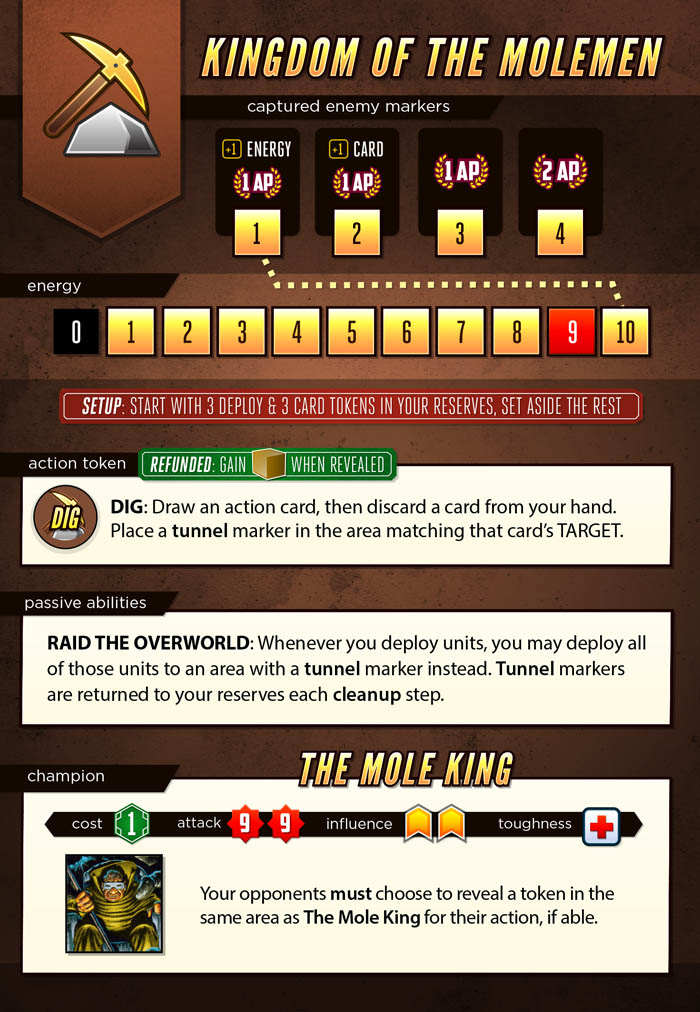 KINGDOM OF THE MOLEMEN
captured enemy markers
+1 ENERGY
1 AP
+1 CARD
1 AP
1 AP
2 AP
1 2 3 4
energy
0 1 2 3 4 5 6 7 8 9 10
SETUP: START WITH 3 DEPLOY & 3 CARD TOKENS IN YOUR RESERVES, SET ASIDE THE REST
action token
REFUNDED: GAIN WHEN REVEALED
DIG
DIG: Draw an action card, then discard a card from your hand.
Place a tunnel marker in the area matching that card's TARGET.
passive abilities
RAID THE OVERWORLD: Whenever you deploy units, you may deploy all
of those units to an area with a tunnel marker instead. Tunnel markers
are returned to your reserves each cleanup step.
champion
THE MOLE KING
cost 1 attack 9 9 influence toughness
Your opponents must choose to reveal a token in the
same area as The Mole King for their action, if able.